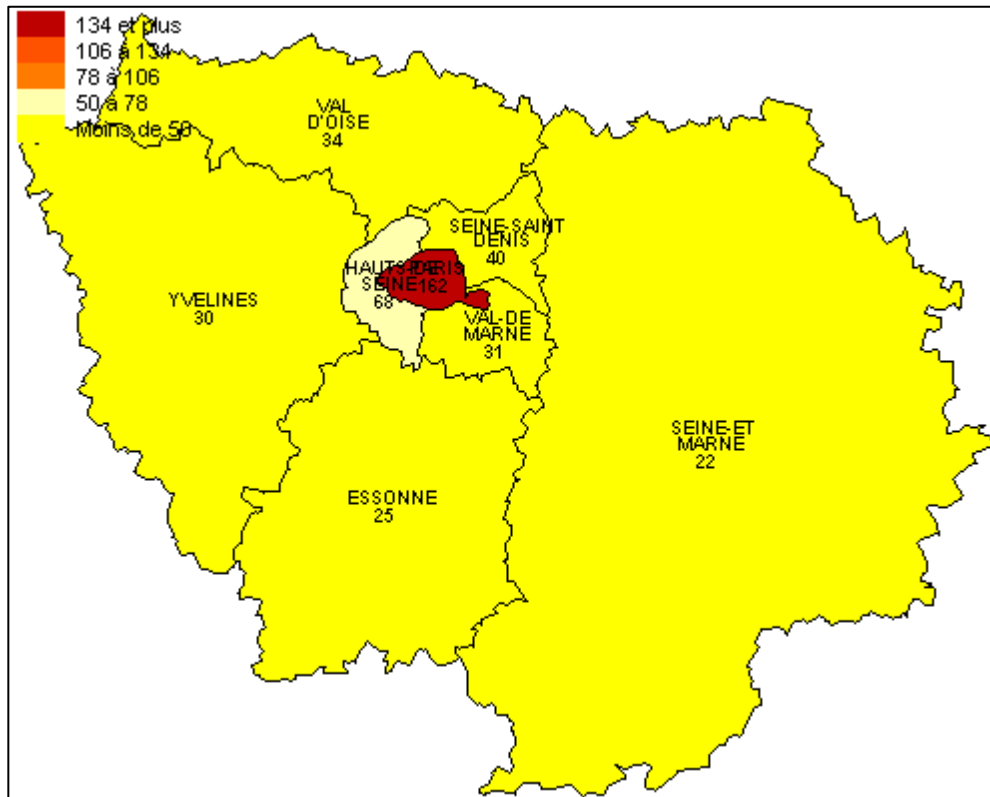 134 et plus
106 à 134
78 à 106
50 à 78
Moins de 50
VAL
D'OISE
34
SEINE-SAINT
DENIS
40
HAUTS-DE
SEINE
68
PARIS
162
YVELINES
30
VAL-DE
MARNE
31
SEINE-ET
MARNE
22
ESSONNE
25